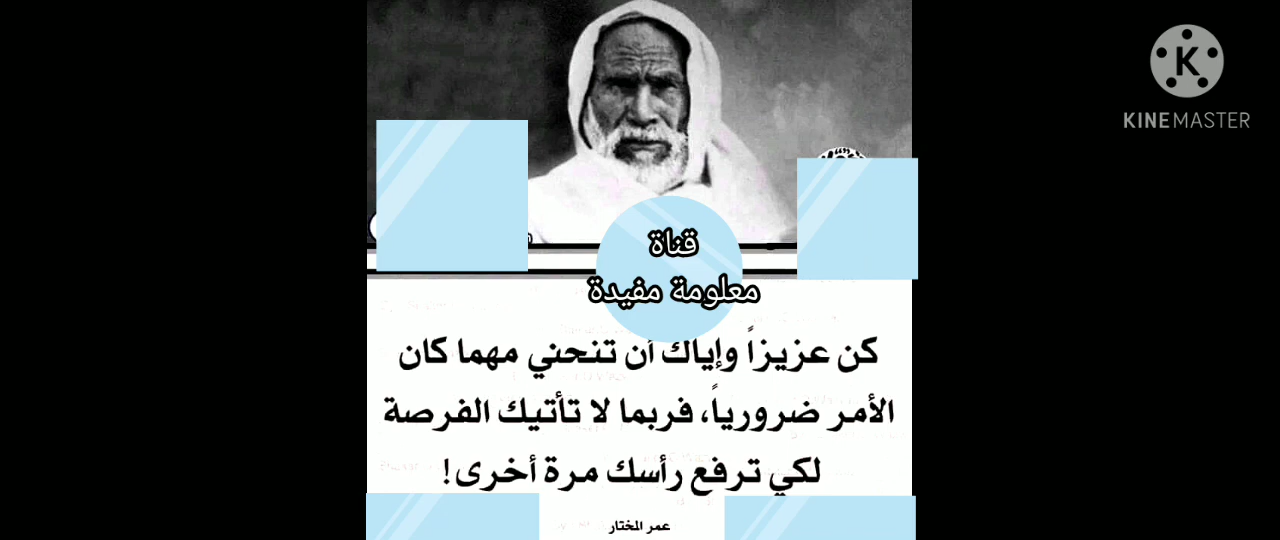 KINEMASTER
قناة
معلومة مفيدة
كن عزيزاً وإياك أن تنحني مهما كان
الأمر ضرورياً، فربما لا تأتيك الفرصة
لكي ترفع رأسك مرة أخرى!
عمر المختار